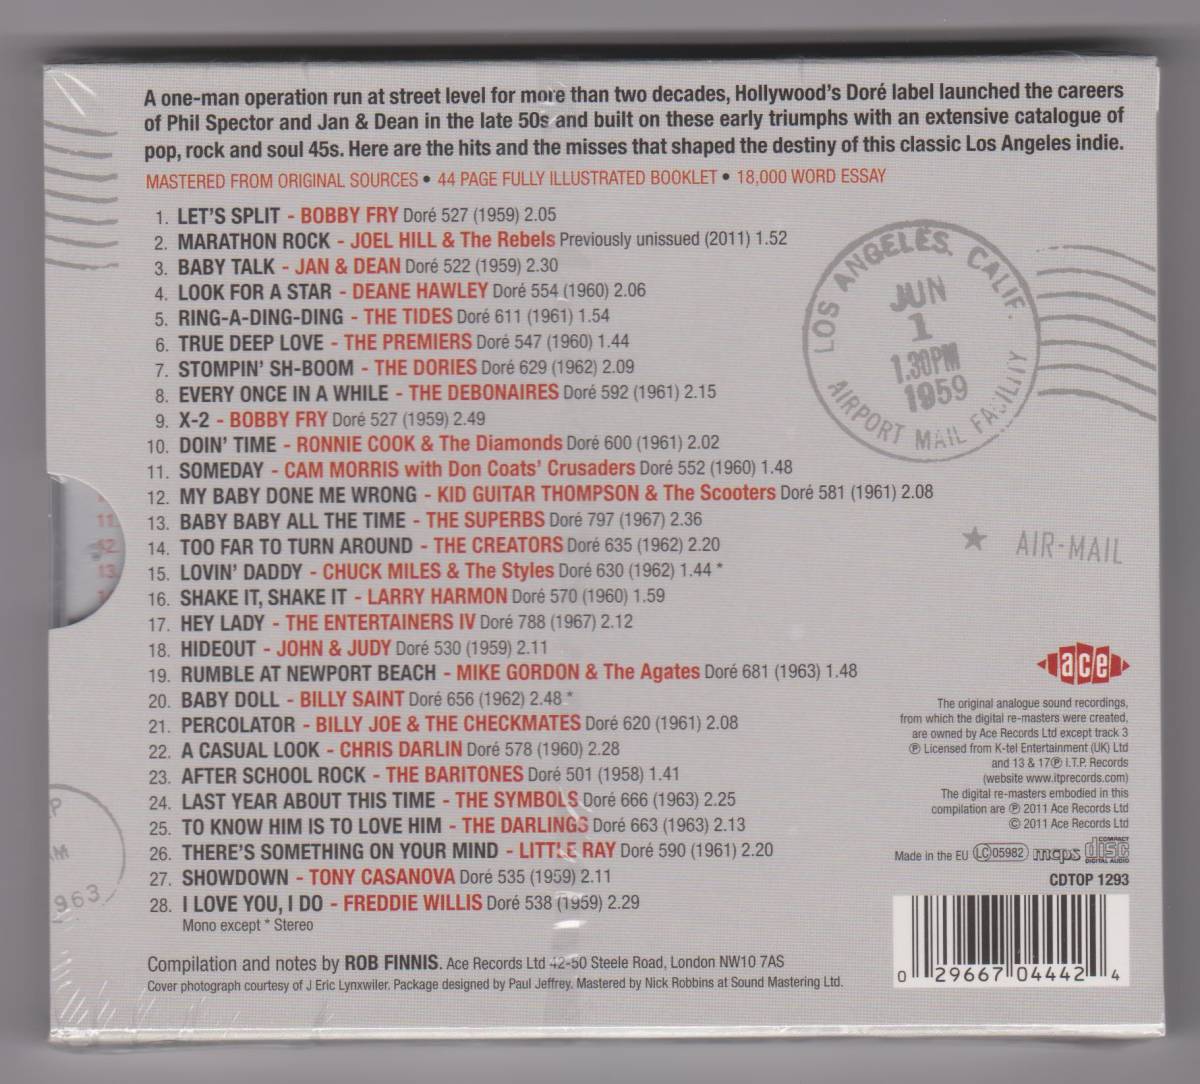 A one-man operation run at street level for more than two decades, Hollywood's Doré label launched the careers
of Phil Spector and Jan & Dean in the late 50s and built on these early triumphs with an extensive catalogue of
pop, rock and soul 45s. Here are the hits and the misses that shaped the destiny of this classic Los Angeles indie.
MASTERED FROM ORIGINAL SOURCES • 44 PAGE FULLY ILLUSTRATED BOOKLET • 18,000 WORD ESSAY
1. LET'S SPLIT - BOBBY FRY Doré 527 (1959) 2.05
2. MARATHON ROCK - JOEL HILL & The Rebels Previously unissued (2011) 1.52
3. BABY TALK - JAN & DEAN Doré 522 (1959) 2.30
4. LOOK FOR A STAR - DEANE HAWLEY Doré 554 (1960) 2.06
5. RING-A-DING-DING - THE TIDES Doré 611 (1961) 1.54
6. TRUE DEEP LOVE - THE PREMIERS Doré 547 (1960) 1.44
7. STOMPIN' SH-BOOM - THE DORIES Doré 629 (1962) 2.09
8. EVERY ONCE IN A WHILE - THE DEBONAIRES Doré 592 (1961) 2.15
9. X-2 - BOBBY FRY Doré 527 (1959) 2.49
10. DOIN' TIME - RONNIE COOK & The Diamonds Doré 600 (1961) 2.02
11. SOMEDAY - CAM MORRIS with Don Coats' Crusaders Doré 552 (1960) 1.48
12. MY BABY DONE ME WRONG - KID GUITAR THOMPSON & The Scooters Doré 581 (1961) 2.08
13. BABY BABY ALL THE TIME - THE SUPERBS Doré 797 (1967) 2.36
14. TOO FAR TO TURN AROUND - THE CREATORS Doré 635 (1962) 2.20
15. LOVIN' DADDY - CHUCK MILES & The Styles Doré 630 (1962) 1.44 *
16. SHAKE IT, SHAKE IT - LARRY HARMON Doré 570 (1960) 1.59
17. HEY LADY - THE ENTERTAINERS IV Doré 788 (1967) 2.12
18. HIDEOUT - JOHN & JUDY Doré 530 (1959) 2.11
19. RUMBLE AT NEWPORT BEACH - MIKE GORDON & The Agates Doré 681 (1963) 1.48
20. BABY DOLL - BILLY SAINT Doré 656 (1962) 2.48 *
21. PERCOLATOR - BILLY JOE & THE CHECKMATES Doré 620 (1961) 2.08
22. A CASUAL LOOK - CHRIS DARLIN Doré 578 (1960) 2.28
23. AFTER SCHOOL ROCK - THE BARITONES Doré 501 (1958) 1.41
24. LAST YEAR ABOUT THIS TIME - THE SYMBOLS Doré 666 (1963) 2.25
25. TO KNOW HIM IS TO LOVE HIM - THE DARLINGS Doré 663 (1963) 2.13
26. THERE'S SOMETHING ON YOUR MIND - LITTLE RAY Doré 590 (1961) 2.20
27. SHOWDOWN - TONY CASANOVA Doré 535 (1959) 2.11
28. I LOVE YOU, I DO - FREDDIE WILLIS Doré 538 (1959) 2.29
Mono except * Stereo
Compilation and notes by ROB FINNIS. Ace Records Ltd 42-50 Steele Road, London NW10 7AS
Cover photograph courtesy of J Eric Lynxwiler. Package designed by Paul Jeffrey. Mastered by Nick Robbins at Sound Mastering Ltd.
LOS ANGELES, CALIF.
JUN
1
1.30PM
1959
AIRPORT MAIL FACILITY
★ AIR-MAIL
11.
12.
13.
P
AM
1963
ace
The original analogue sound recordings,
from which the digital re-masters were created,
are owned by Ace Records Ltd except track 3
℗ Licensed from K-tel Entertainment (UK) Ltd
and 13 & 17℗ I.T.P. Records
(website www.itprecords.com)
The digital re-masters embodied in this
compilation are ℗ 2011 Ace Records Ltd
© 2011 Ace Records Ltd
Made in the EU LC05982 mcps COMPACT disc DIGITAL AUDIO
CDTOP 1293
0 29667 04442 4